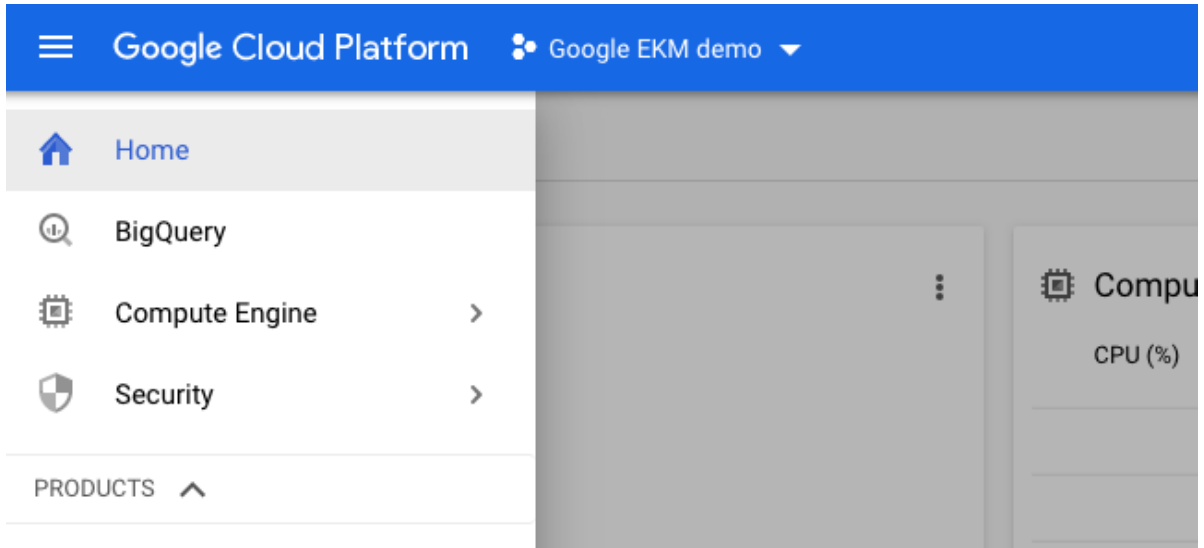 Google Cloud Platform Google EKM demo
Home
BigQuery
Compute Engine
Security
PRODUCTS
Compu
CPU (%)